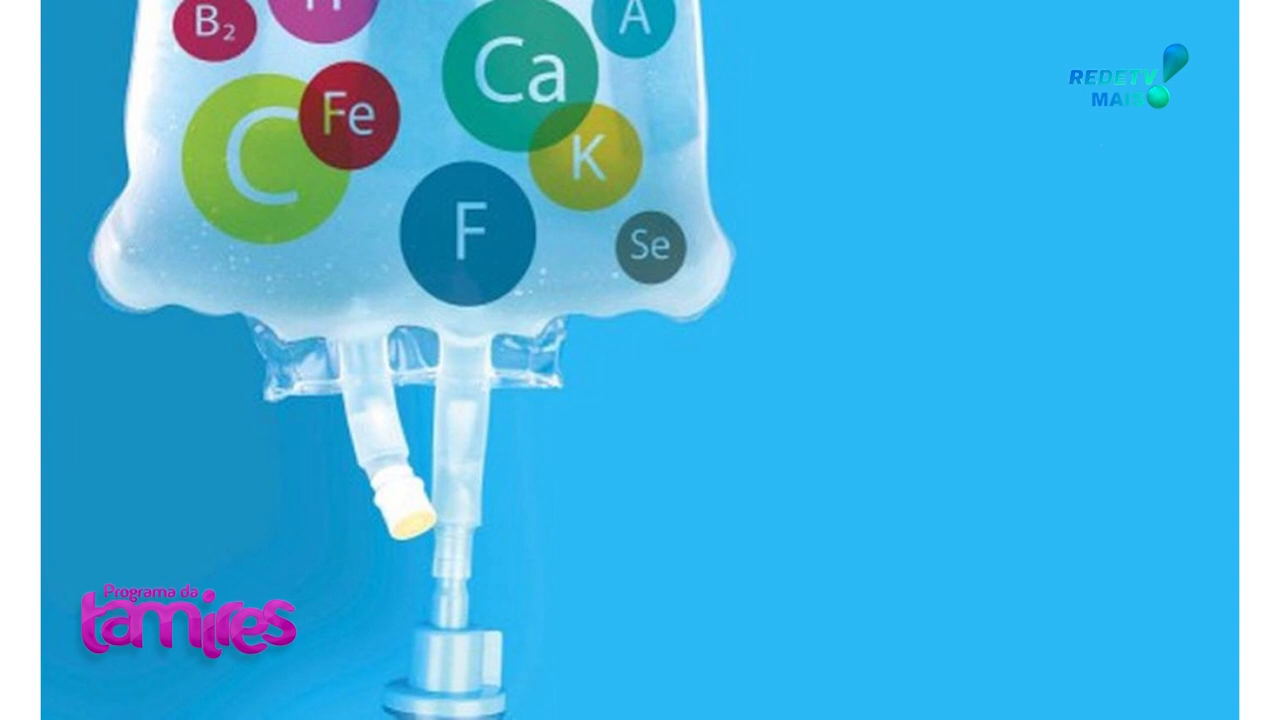 B₂
A
Ca
C
Fe
K
F
Se
REDETV!
MAIS
Programa da
tamires